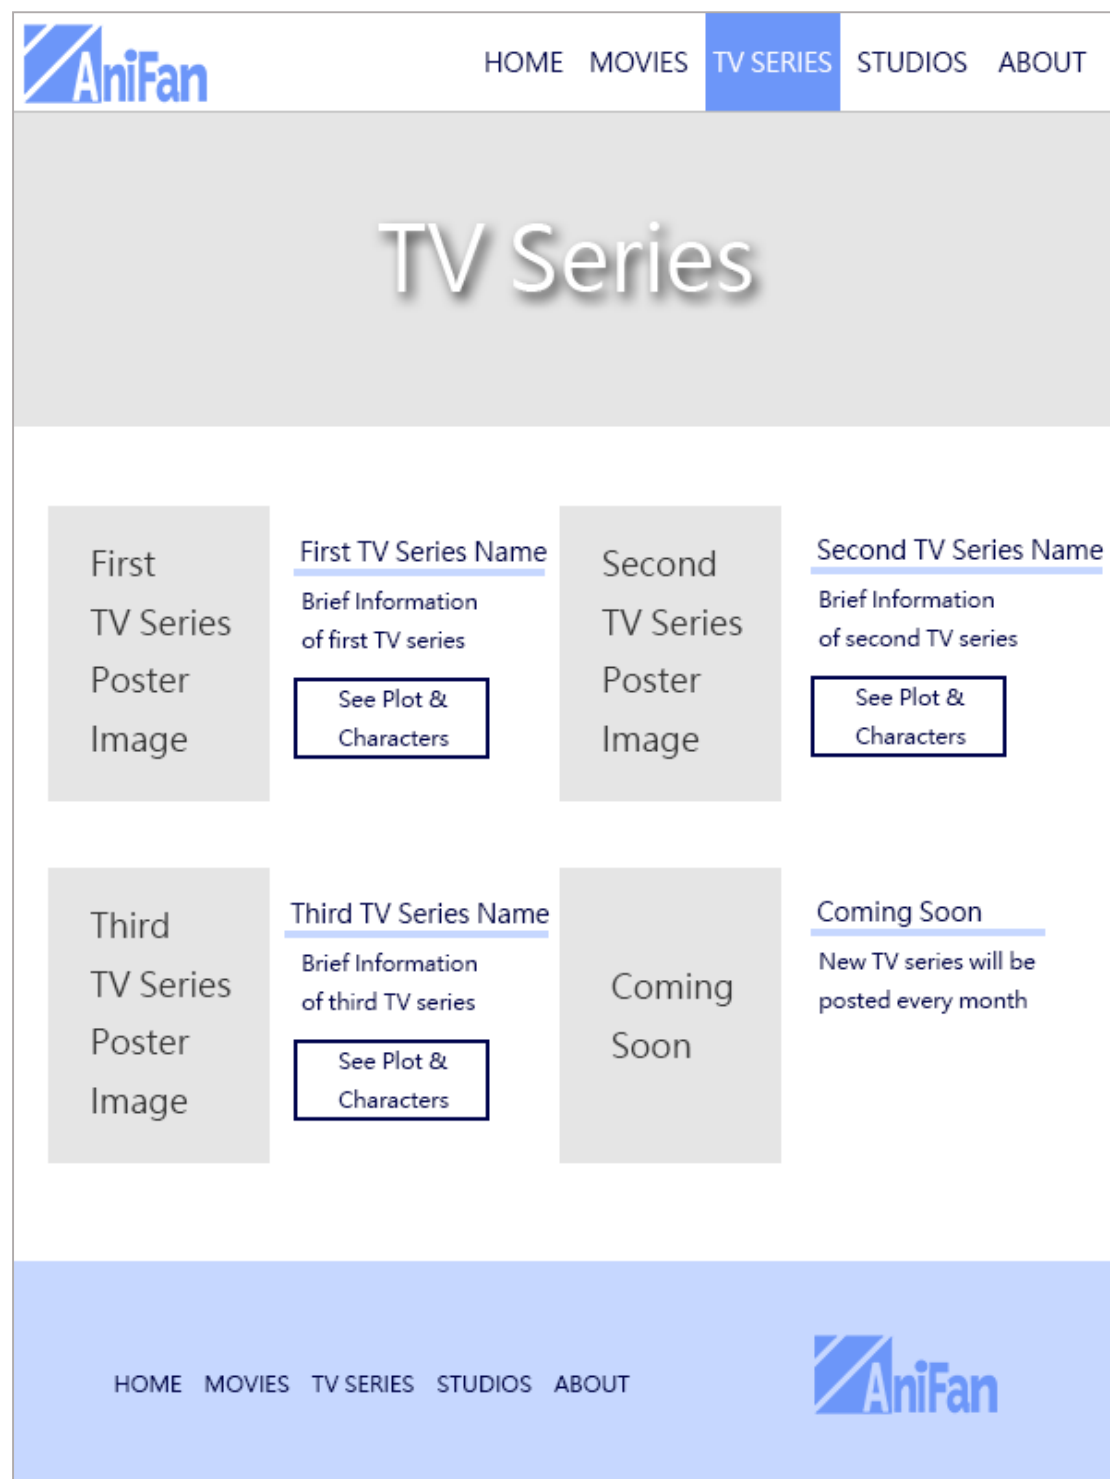 AniFan
HOME MOVIES TV SERIES STUDIOS ABOUT
TV Series
First
TV Series
Poster
Image
First TV Series Name
Brief Information
of first TV series
See Plot &
Characters
Second
TV Series
Poster
Image
Second TV Series Name
Brief Information
of second TV series
See Plot &
Characters
Third
TV Series
Poster
Image
Third TV Series Name
Brief Information
of third TV series
See Plot &
Characters
Coming
Soon
Coming Soon
New TV series will be
posted every month
HOME MOVIES TV SERIES STUDIOS ABOUT
AniFan